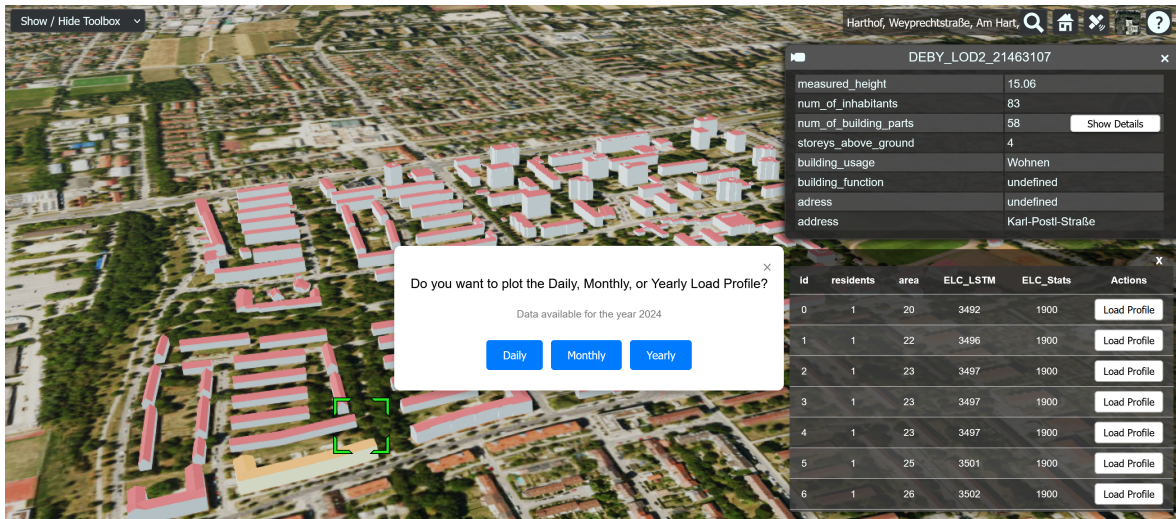 Show / Hide Toolbox
Harthof, Weyprechtstraße, Am Hart,
?
DEBY_LOD2_21463107 ×
measured_height 15.06
num_of_inhabitants 83
num_of_building_parts 58 Show Details
storeys_above_ground 4
building_usage Wohnen
building_function undefined
adress undefined
address Karl-Postl-Straße
×
Do you want to plot the Daily, Monthly, or Yearly Load Profile?
Data available for the year 2024
Daily Monthly Yearly
X
id residents area ELC_LSTM ELC_Stats Actions
0 1 20 3492 1900 Load Profile
1 1 22 3496 1900 Load Profile
2 1 23 3497 1900 Load Profile
3 1 23 3497 1900 Load Profile
4 1 23 3497 1900 Load Profile
5 1 25 3501 1900 Load Profile
6 1 26 3502 1900 Load Profile